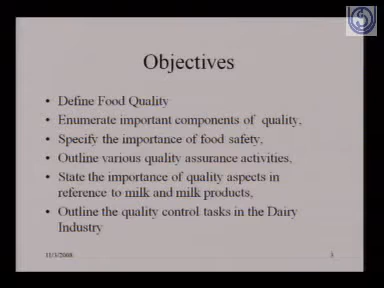 Objectives
• Define Food Quality
• Enumerate important components of quality,
• Specify the importance of food safety,
• Outline various quality assurance activities,
• State the importance of quality aspects in
reference to milk and milk products,
• Outline the quality control tasks in the Dairy
Industry
11/3/2008
3